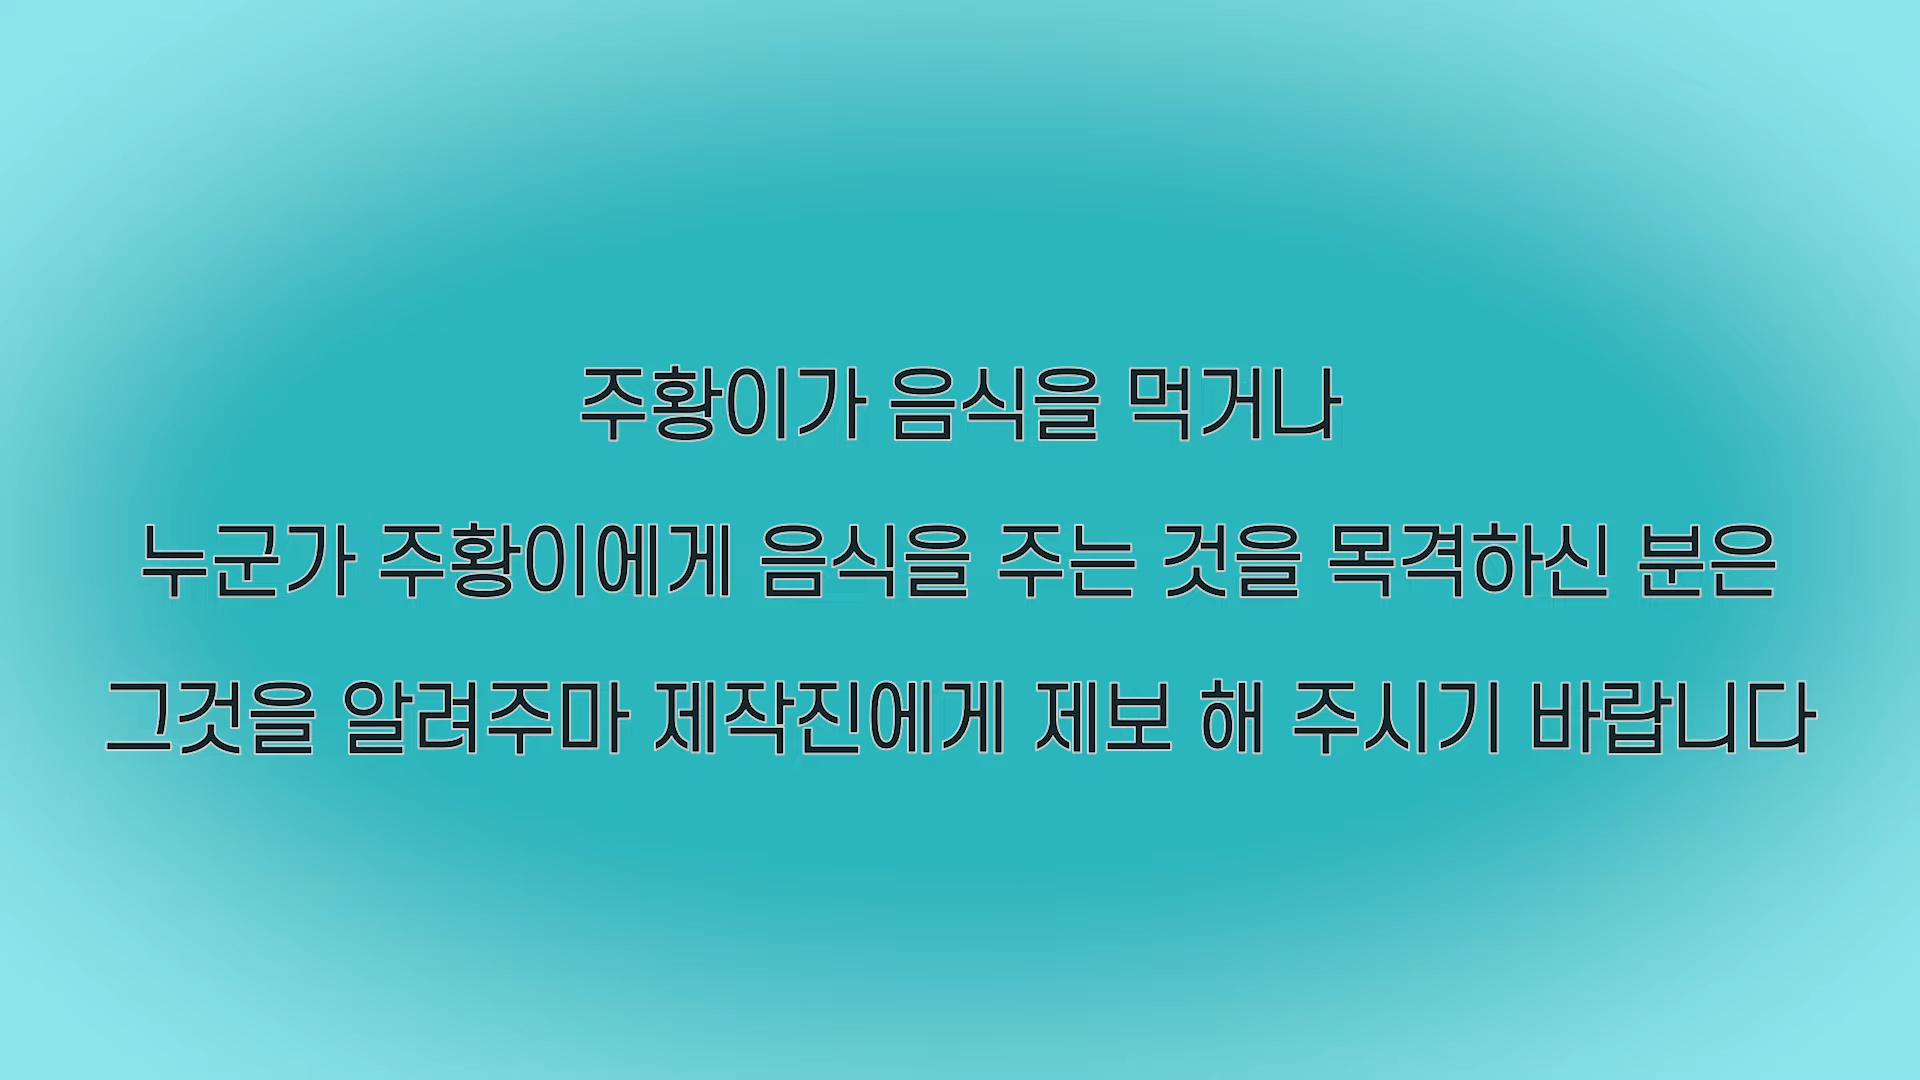 주황이가 음식을 먹거나
누군가 주황이에게 음식을 주는 것을 목격하신 분은
그것을 알려주마 제작진에게 제보 해 주시기 바랍니다